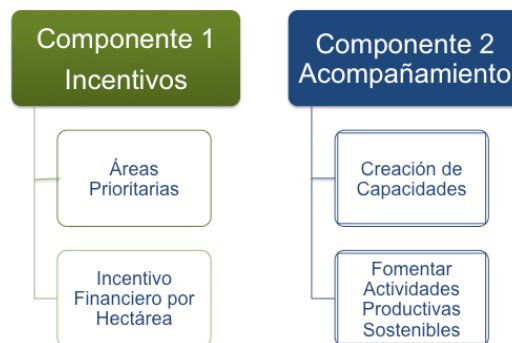 Componente 1
Incentivos
Áreas
Prioritarias
Incentivo
Financiero por
Hectárea
Componente 2
Acompañamiento
Creación de
Capacidades
Fomentar
Actividades
Productivas
Sostenibles